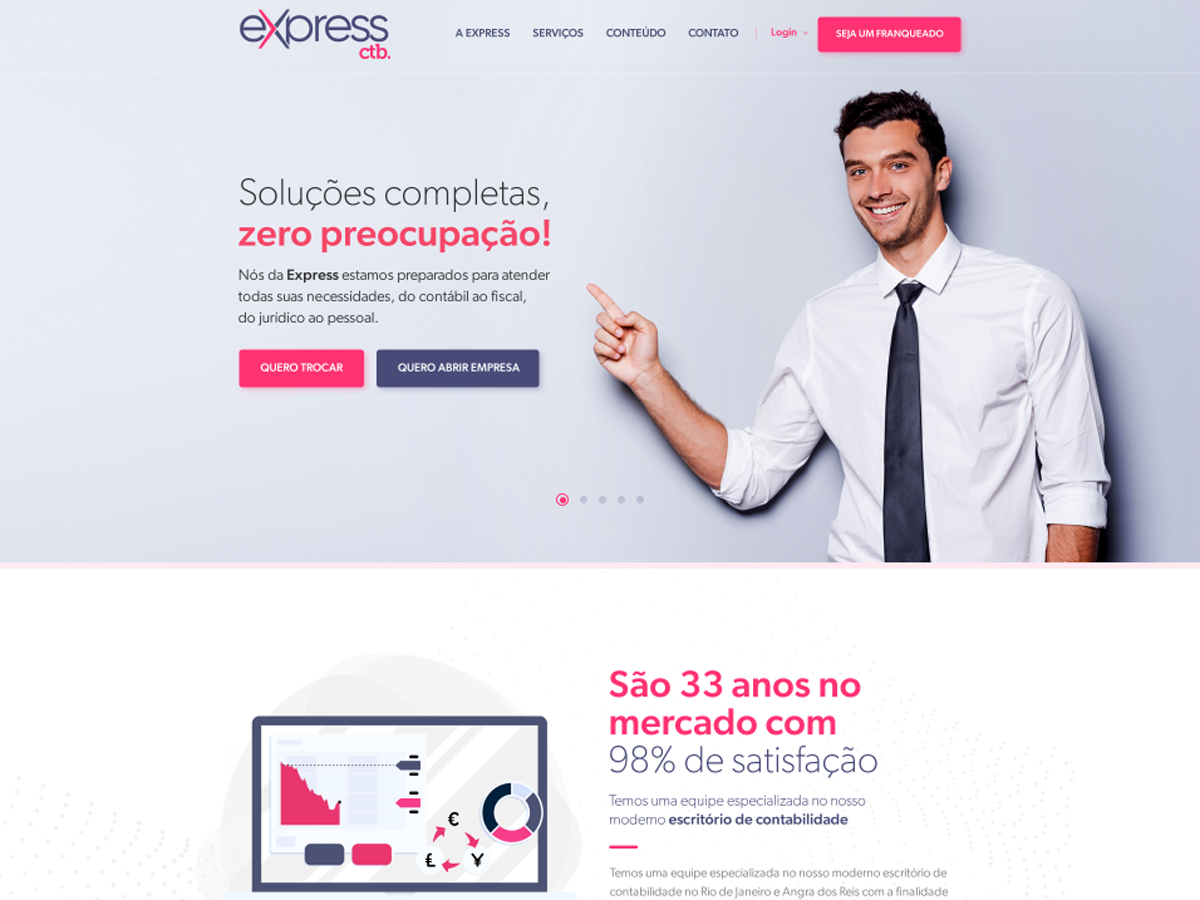 express
ctb.
A EXPRESS SERVIÇOS CONTEÚDO CONTATO Login SEJA UM FRANQUEADO
Soluções completas,
zero preocupação!
Nós da Express estamos preparados para atender
todas suas necessidades, do contábil ao fiscal,
do jurídico ao pessoal.
QUERO TROCAR QUERO ABRIR EMPRESA
São 33 anos no
mercado com
98% de satisfação
Temos uma equipe especializada no nosso
moderno escritório de contabilidade
€
£ ¥
Temos uma equipe especializada no nosso moderno escritório de
contabilidade no Rio de Janeiro e Angra dos Reis com a finalidade